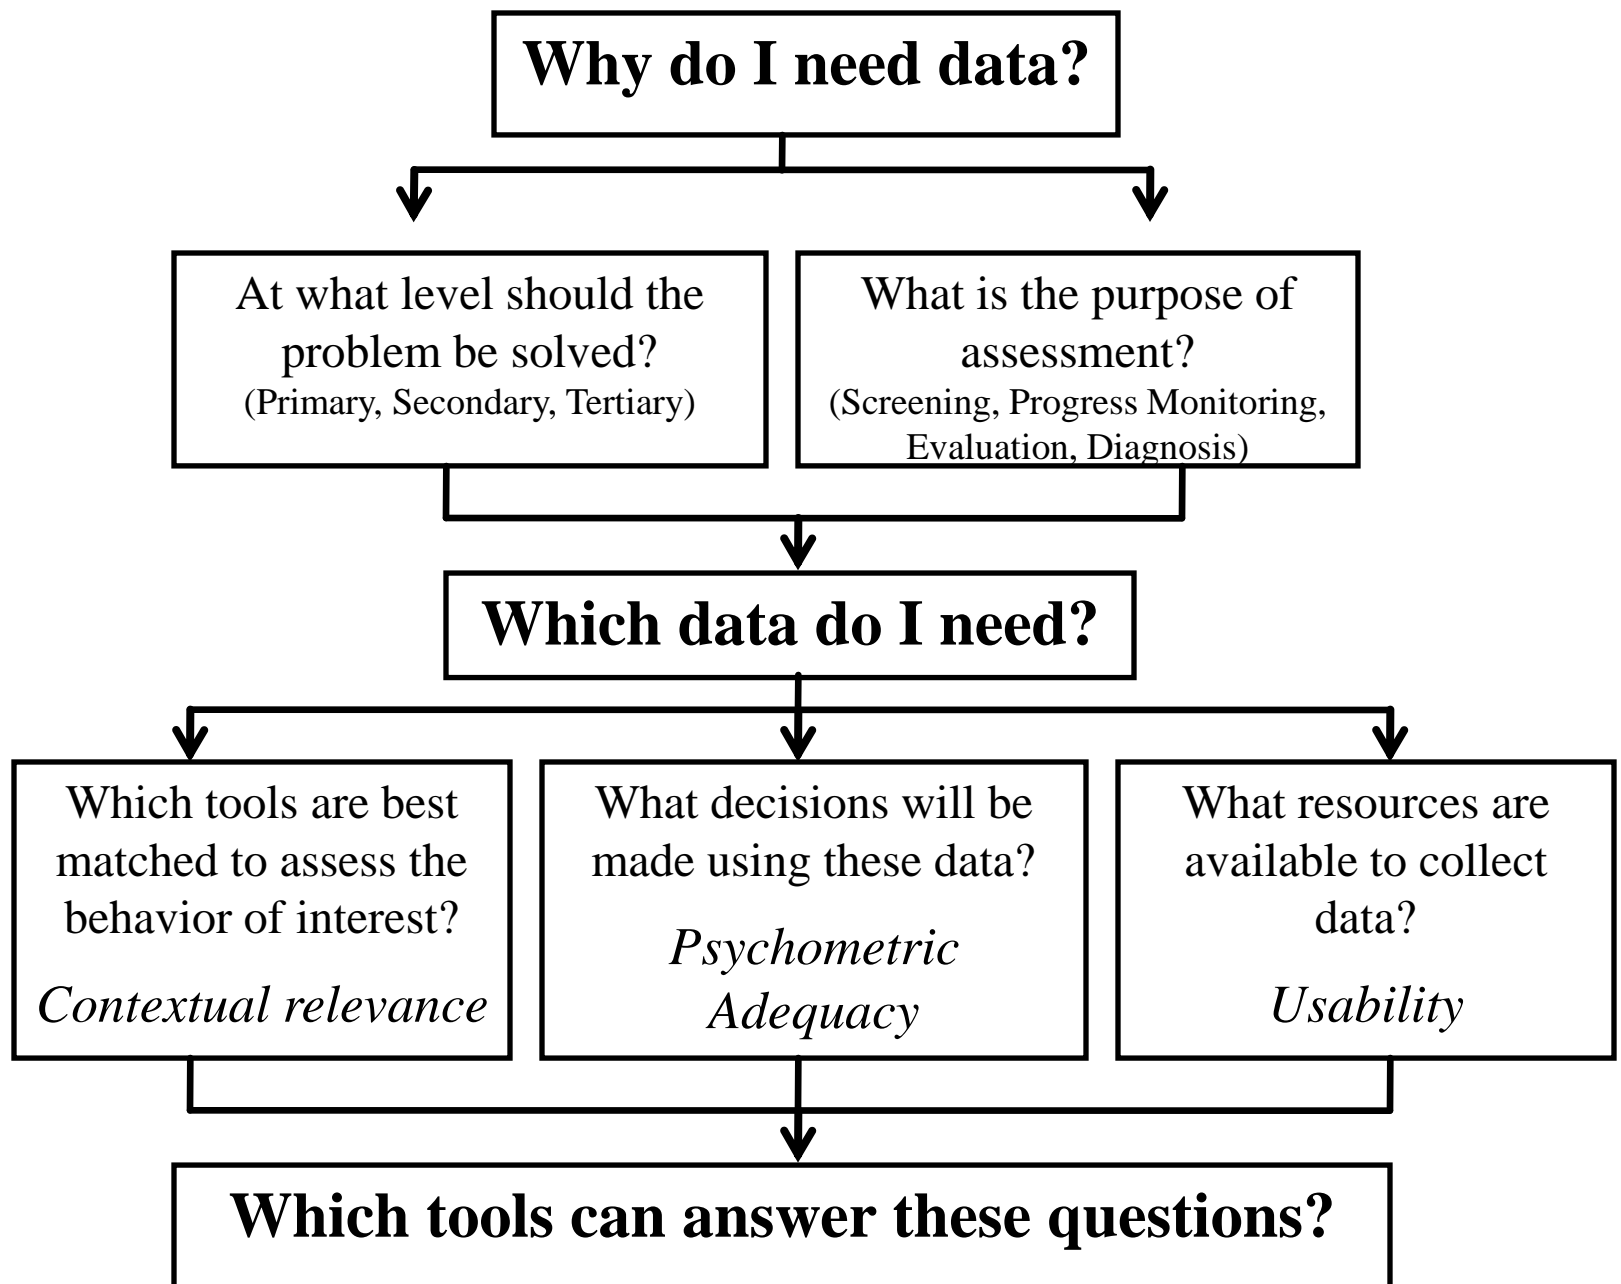 Why do I need data?
At what level should the
problem be solved?
(Primary, Secondary, Tertiary)
What is the purpose of
assessment?
(Screening, Progress Monitoring,
Evaluation, Diagnosis)
Which data do I need?
Which tools are best
matched to assess the
behavior of interest?
Contextual relevance
What decisions will be
made using these data?
Psychometric
Adequacy
What resources are
available to collect
data?
Usability
Which tools can answer these questions?